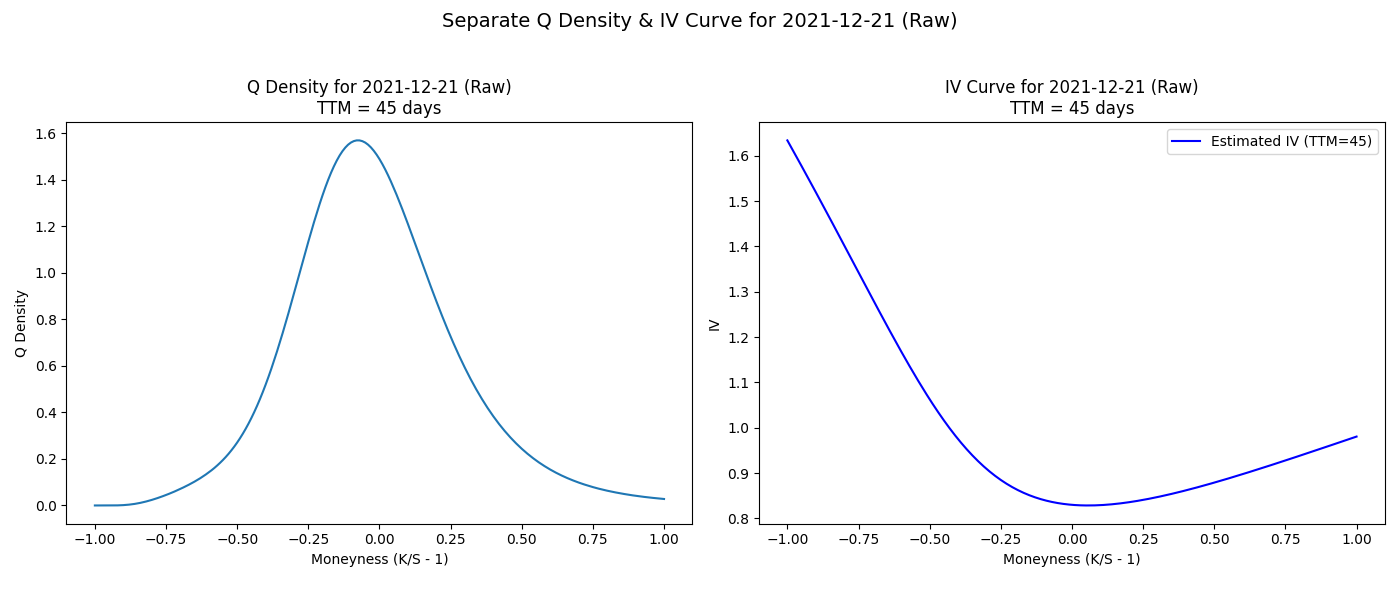 Separate Q Density & IV Curve for 2021-12-21 (Raw)
Q Density for 2021-12-21 (Raw)
TTM = 45 days
1.6
1.4
1.2
1.0
0.8
0.6
0.4
0.2
0.0
Q Density
−1.00 −0.75 −0.50 −0.25 0.00 0.25 0.50 0.75 1.00
Moneyness (K/S - 1)
IV Curve for 2021-12-21 (Raw)
TTM = 45 days
Estimated IV (TTM=45)
1.6
1.5
1.4
1.3
1.2
1.1
1.0
0.9
0.8
IV
−1.00 −0.75 −0.50 −0.25 0.00 0.25 0.50 0.75 1.00
Moneyness (K/S - 1)